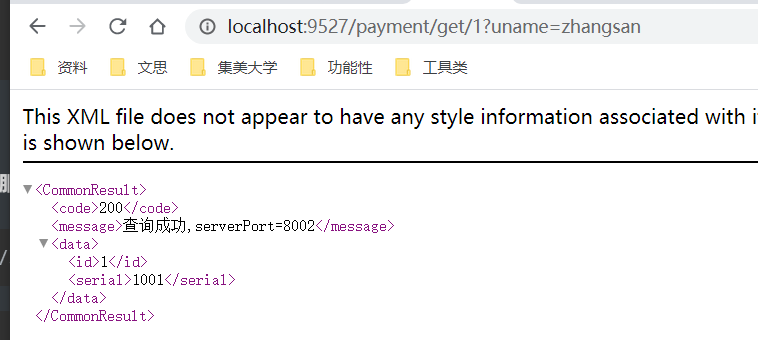 localhost:9527/payment/get/1?uname=zhangsan
资料 文思 集美大学 功能性 工具类
This XML file does not appear to have any style information associated with
is shown below.
<CommonResult>
<code>200</code>
<message>查询成功,serverPort=8002</message>
<data>
<id>1</id>
<serial>1001</serial>
</data>
</CommonResult>